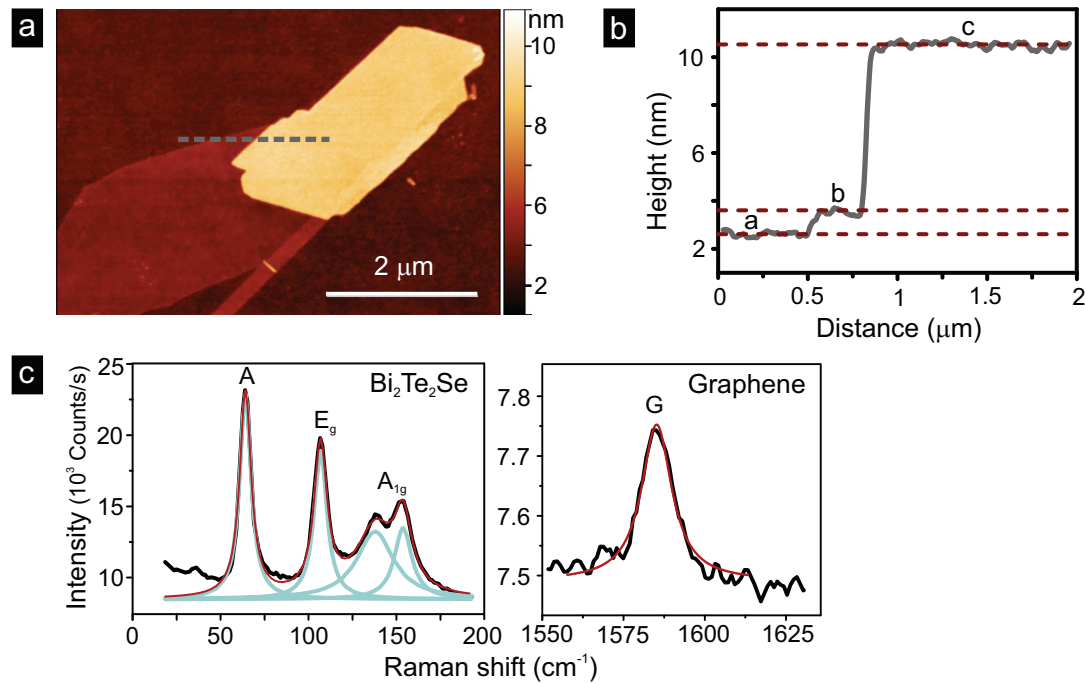 a
nm
10
8
6
4
2
2 μm
b
Height (nm)
10
6
2
a
b
c
0
0.5
1
1.5
2
Distance (μm)
c
Intensity (10³ Counts/s)
25
20
15
10
A
E_g
A_1g
Bi₂Te₂Se
0
50
100
150
200
7.8
7.7
7.6
7.5
G
Graphene
1550
1575
1600
1625
Raman shift (cm⁻¹)